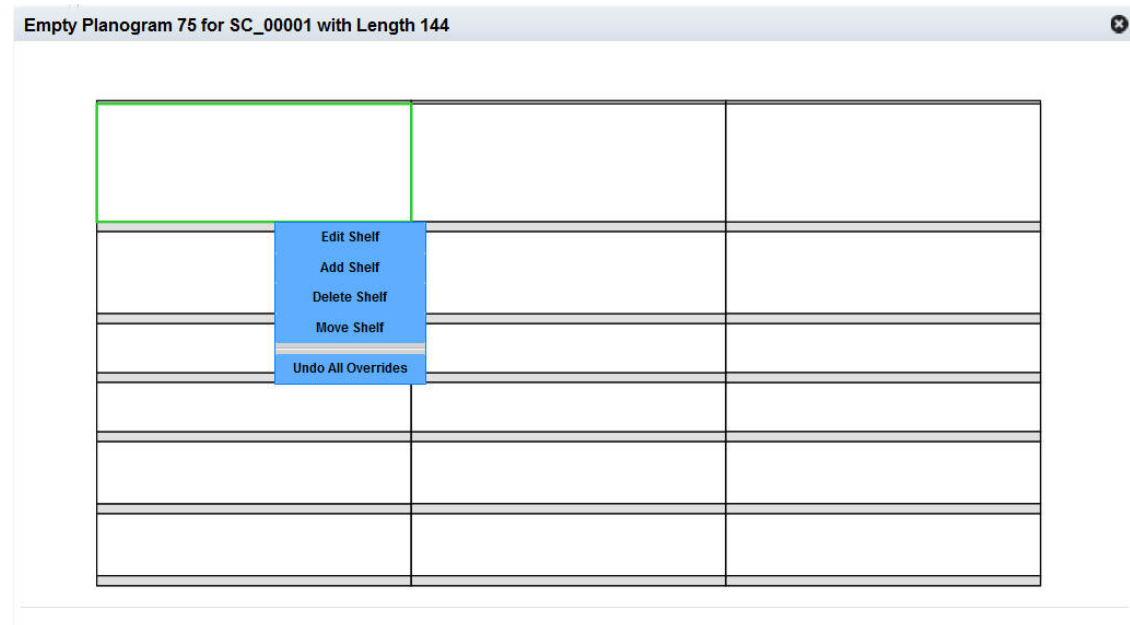 Empty Planogram 75 for SC_00001 with Length 144
Edit Shelf
Add Shelf
Delete Shelf
Move Shelf
Undo All Overrides